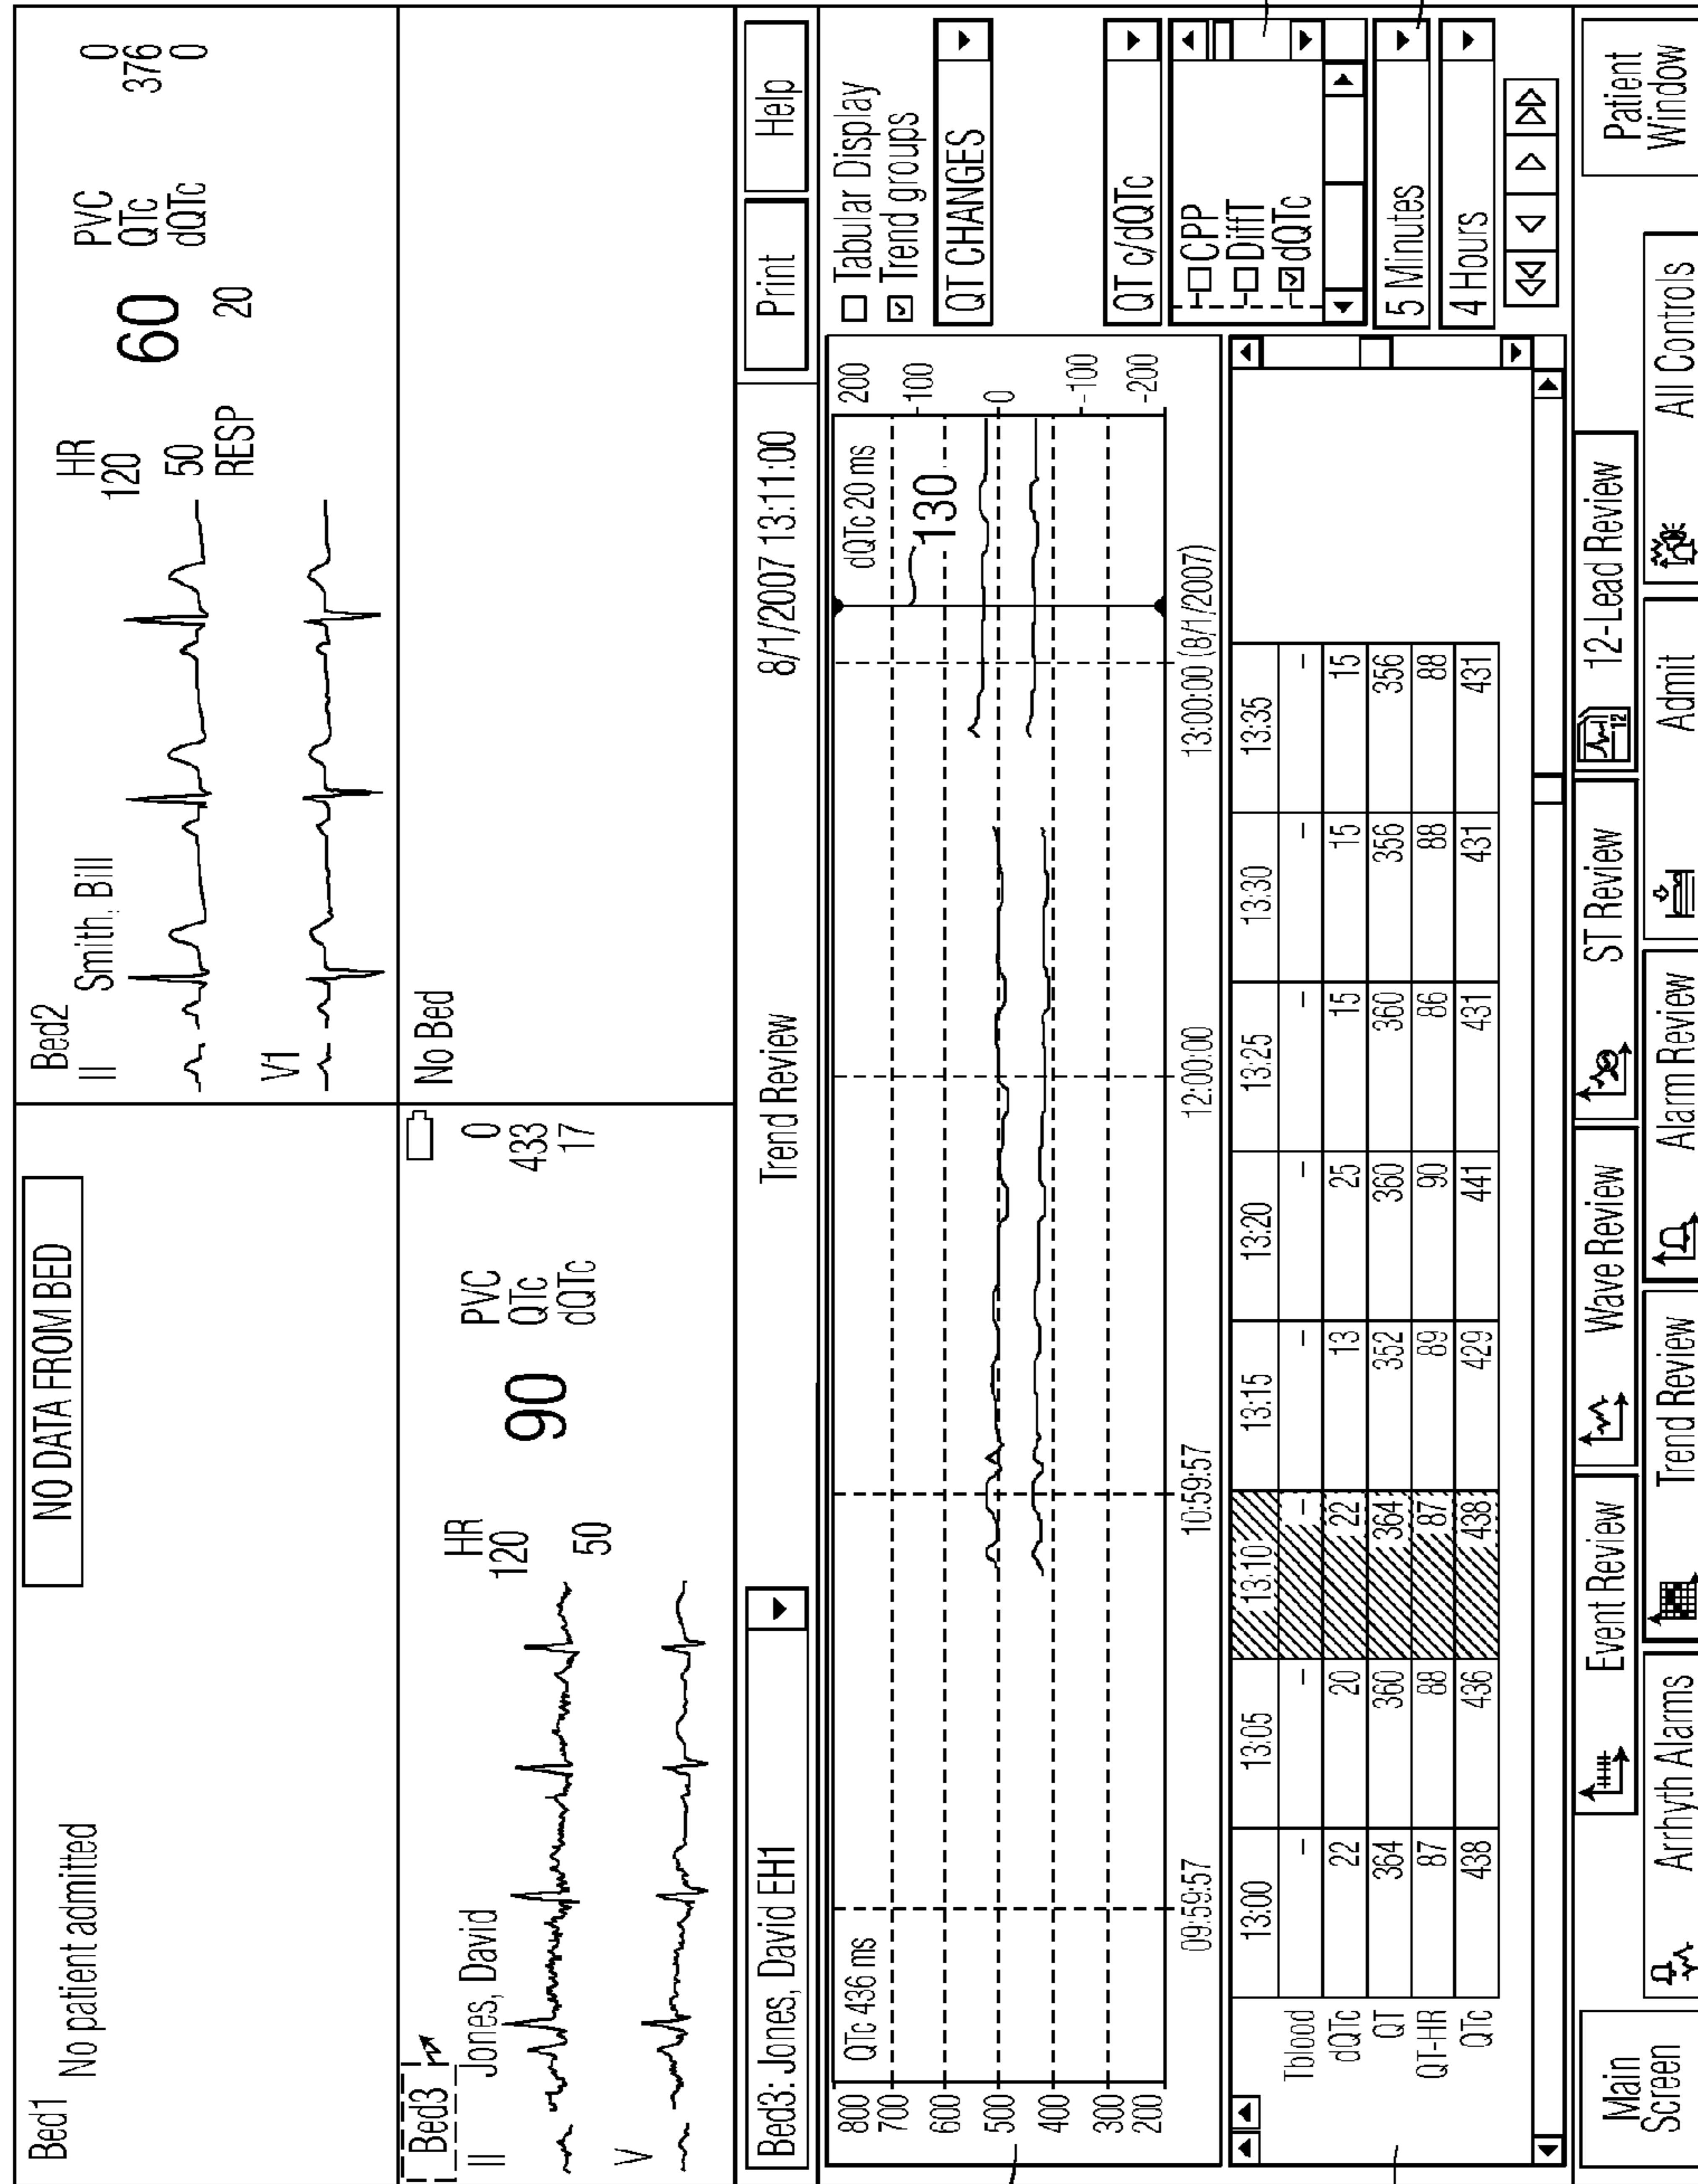 Bed1
No patient admitted
NO DATA FROM BED
Bed2
II Smith, Bill
HR
120
50
RESP
60
20
PVC 0
QTc 376
dQTc 0
V1
Bed3
II Jones, David
HR
120
50
90
PVC 0
QTc 433
dQTc 17
V
No Bed
Bed3: Jones, David EH1
Trend Review
8/1/2007 13:11:00
Print
Help
QTc 436 ms
dQTc 20 ms
130
800
700
600
500
400
300
200
200
100
0
-100
-200
09:59:57
10:59:57
12:00:00
13:00:00 (8/1/2007)
Tabular Display
Trend groups
QT CHANGES
QT c/dQTc
CPP
DiffT
dQTc
5 Minutes
4 Hours
13:00 13:05 13:10 13:15 13:20 13:25 13:30 13:35
Tblood – – – – – – – –
dQTc 22 20 22 13 25 15 15 15
QT 364 360 364 352 360 360 356 356
QT-HR 87 88 87 89 90 86 88 88
QTc 438 436 438 429 441 431 431 431
Main
Screen
Event Review
Wave Review
ST Review
12
12-Lead Review
Arrhyth Alarms
Trend Review
Alarm Review
Admit
All Controls
Patient
Window